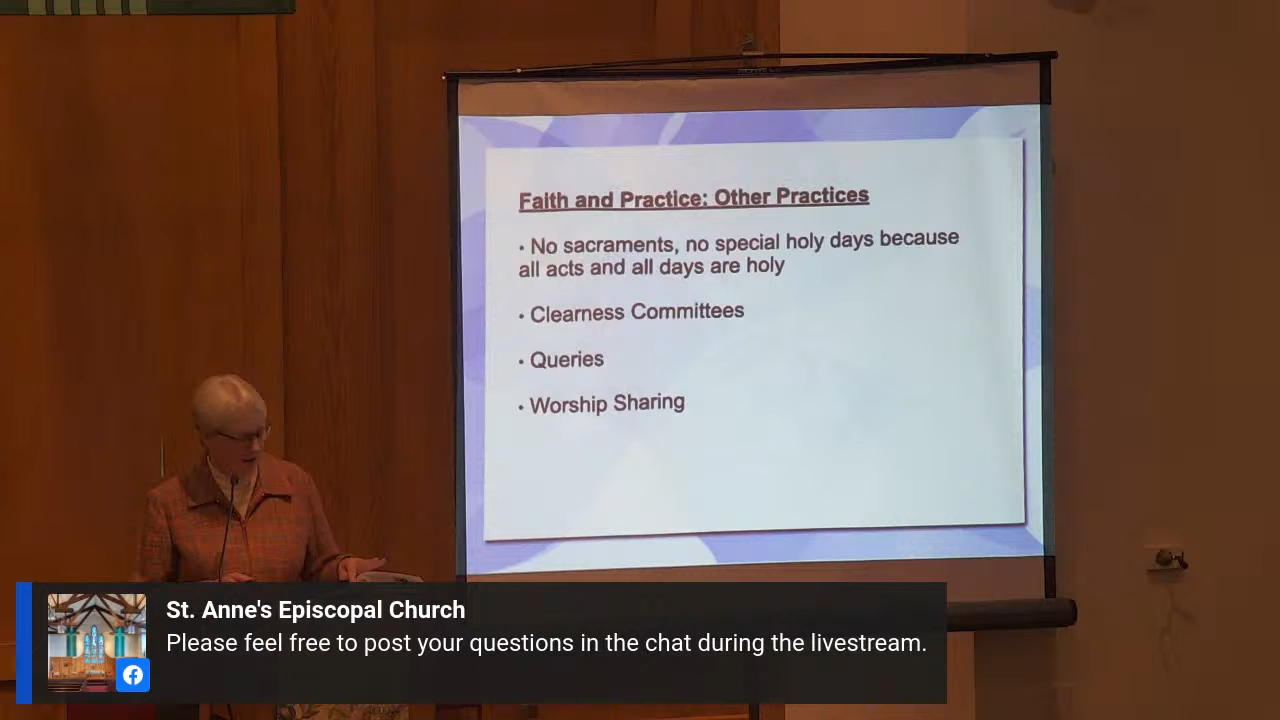 Faith and Practice: Other Practices
• No sacraments, no special holy days because
all acts and all days are holy
• Clearness Committees
• Queries
• Worship Sharing
St. Anne's Episcopal Church
Please feel free to post your questions in the chat during the livestream.